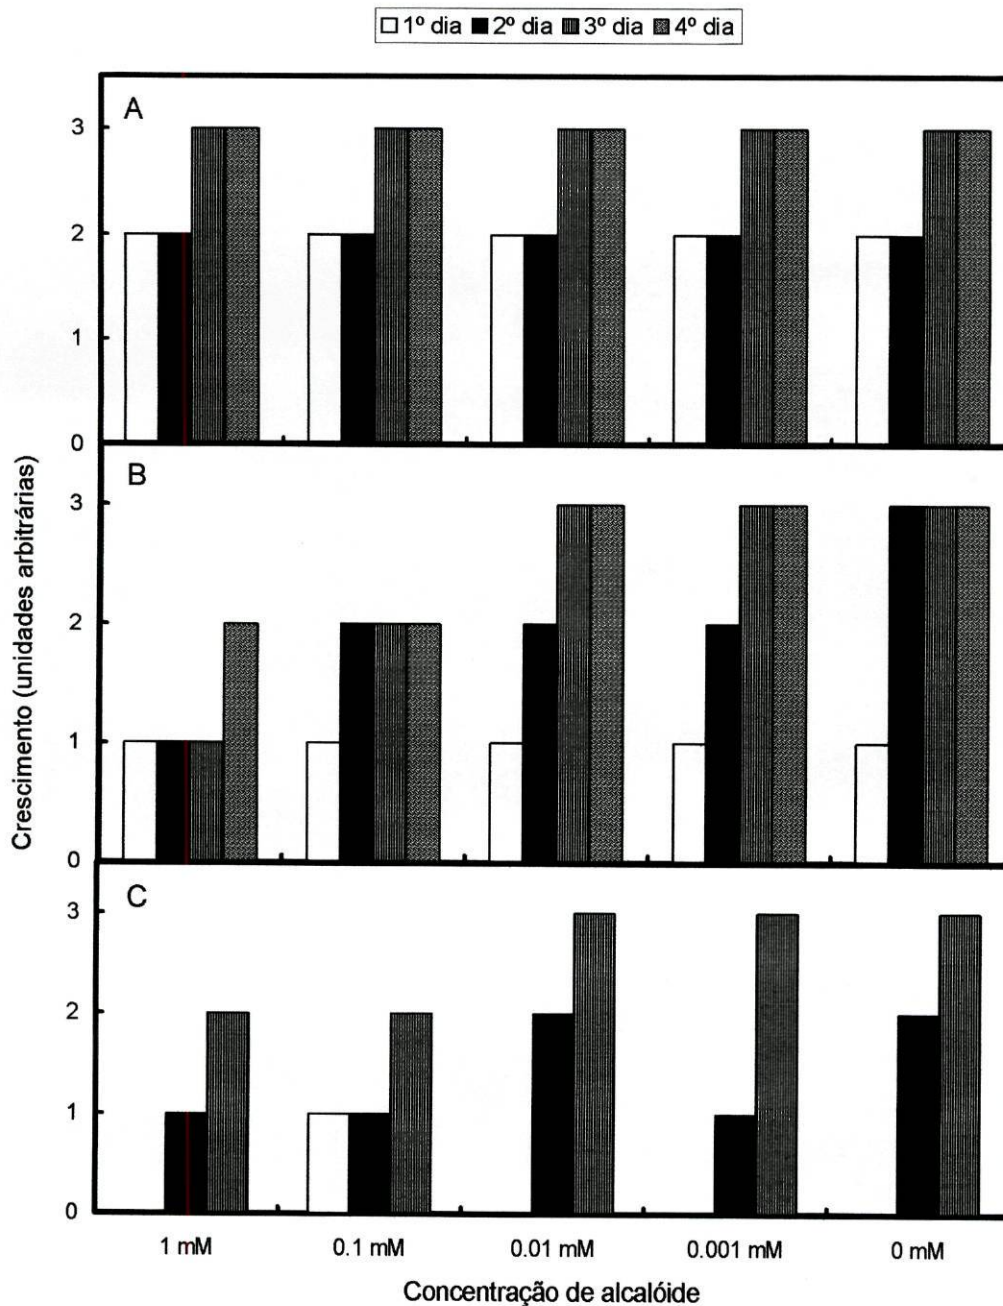 1º dia 2º dia 3º dia 4º dia
A
3
2
1
0
B
3
2
1
0
C
3
2
1
0
Crescimento (unidades arbitrárias)
1 mM 0.1 mM 0.01 mM 0.001 mM 0 mM
Concentração de alcalóide